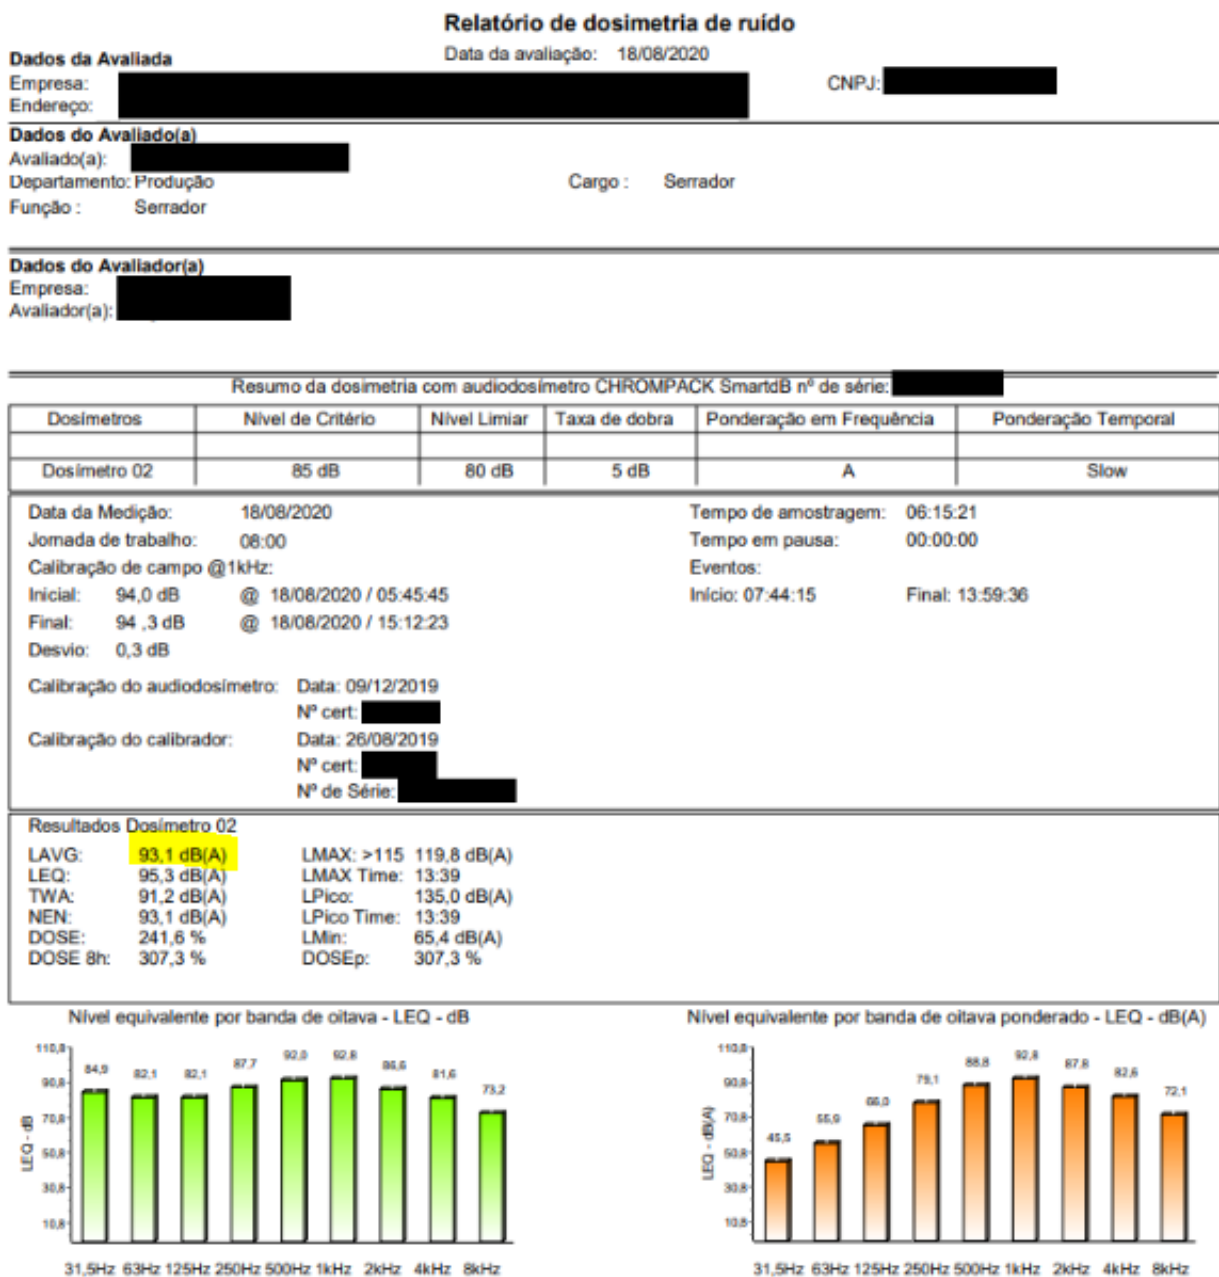 Relatório de dosimetria de ruído
Dados da Avaliada Data da avaliação: 18/08/2020
Empresa: CNPJ:
Endereço:
Dados do Avaliado(a)
Avaliado(a):
Departamento: Produção Cargo : Serrador
Função : Serrador
Dados do Avaliador(a)
Empresa:
Avaliador(a):
Resumo da dosimetria com audiodosímetro CHROMPACK SmartdB nº de série:
Dosímetros Nível de Critério Nível Limiar Taxa de dobra Ponderação em Frequência Ponderação Temporal
Dosímetro 02 85 dB 80 dB 5 dB A Slow
Data da Medição: 18/08/2020 Tempo de amostragem: 06:15:21
Jornada de trabalho: 08:00 Tempo em pausa: 00:00:00
Calibração de campo @1kHz: Eventos:
Inicial: 94,0 dB @ 18/08/2020 / 05:45:45 Início: 07:44:15 Final: 13:59:36
Final: 94 ,3 dB @ 18/08/2020 / 15:12:23
Desvio: 0,3 dB
Calibração do audiodosímetro: Data: 09/12/2019
Nº cert:
Calibração do calibrador: Data: 26/08/2019
Nº cert:
Nº de Série:
Resultados Dosímetro 02
LAVG: 93,1 dB(A) LMAX: >115 119,8 dB(A)
LEQ: 95,3 dB(A) LMAX Time: 13:39
TWA: 91,2 dB(A) LPico: 135,0 dB(A)
NEN: 93,1 dB(A) LPico Time: 13:39
DOSE: 241,6 % LMin: 65,4 dB(A)
DOSE 8h: 307,3 % DOSEp: 307,3 %
Nível equivalente por banda de oitava - LEQ - dB
110,8
90,8
70,8
50,8
30,8
10,8
LEQ - dB
84,9 82,1 82,1 87,7 92,0 92,8 86,6 81,6 73,2
31,5Hz 63Hz 125Hz 250Hz 500Hz 1kHz 2kHz 4kHz 8kHz
Nível equivalente por banda de oitava ponderado - LEQ - dB(A)
110,8
90,8
70,8
50,8
30,8
10,8
LEQ - dB(A)
45,5 55,9 66,0 79,1 88,8 92,8 87,8 82,6 72,1
31,5Hz 63Hz 125Hz 250Hz 500Hz 1kHz 2kHz 4kHz 8kHz